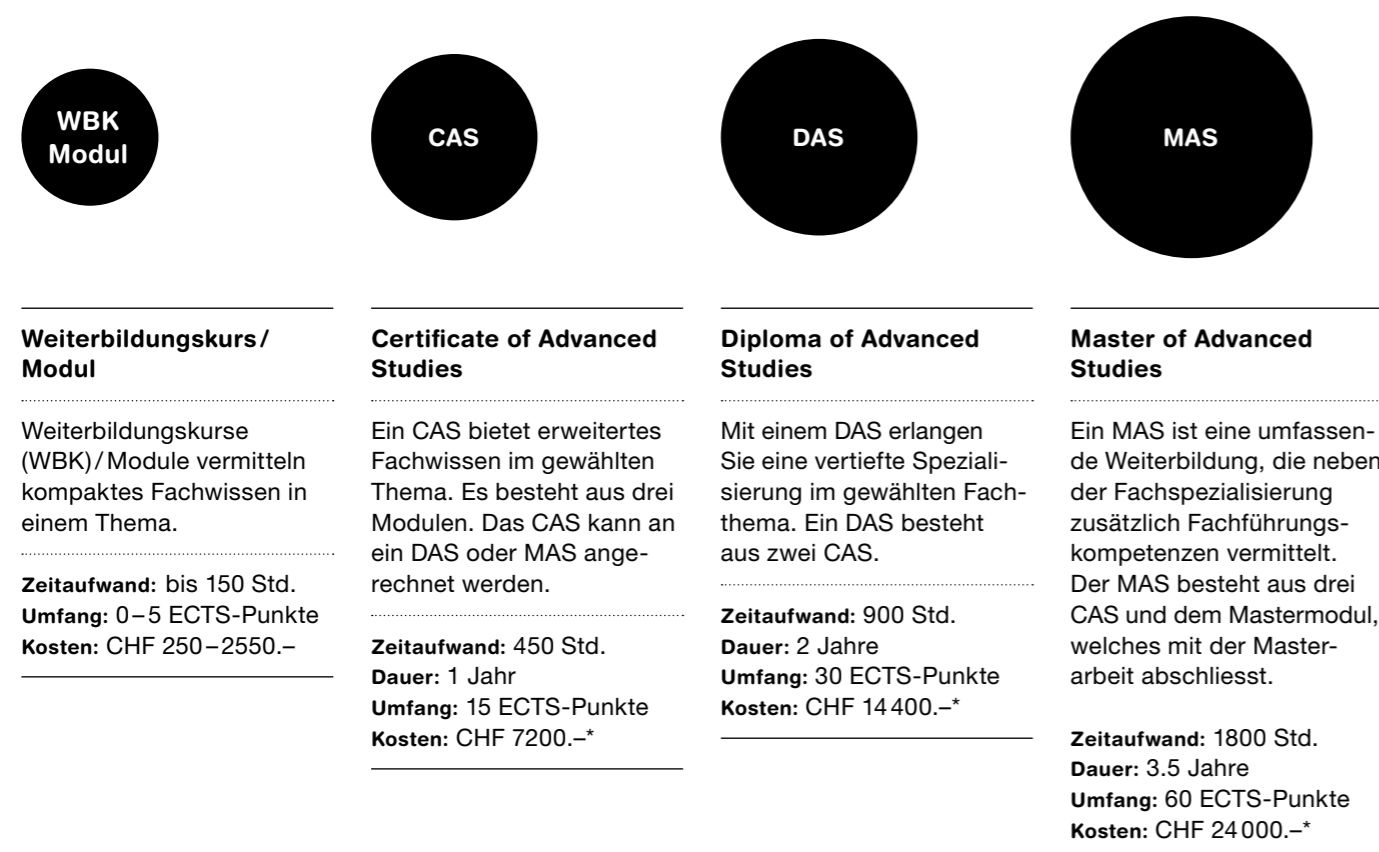 WBK
Modul
CAS
DAS
MAS
Weiterbildungskurs/
Modul
Weiterbildungskurse
(WBK)/Module vermitteln
kompaktes Fachwissen in
einem Thema.
Zeitaufwand: bis 150 Std.
Umfang: 0–5 ECTS-Punkte
Kosten: CHF 250–2550.–
Certificate of Advanced
Studies
Ein CAS bietet erweitertes
Fachwissen im gewählten
Thema. Es besteht aus drei
Modulen. Das CAS kann an
ein DAS oder MAS ange-
rechnet werden.
Zeitaufwand: 450 Std.
Dauer: 1 Jahr
Umfang: 15 ECTS-Punkte
Kosten: CHF 7200.–*
Diploma of Advanced
Studies
Mit einem DAS erlangen
Sie eine vertiefte Speziali-
sierung im gewählten Fach-
thema. Ein DAS besteht
aus zwei CAS.
Zeitaufwand: 900 Std.
Dauer: 2 Jahre
Umfang: 30 ECTS-Punkte
Kosten: CHF 14 400.–*
Master of Advanced
Studies
Ein MAS ist eine umfassen-
de Weiterbildung, die neben
der Fachspezialisierung
zusätzlich Fachführungs-
kompetenzen vermittelt.
Der MAS besteht aus drei
CAS und dem Mastermodul,
welches mit der Master-
arbeit abschliesst.
Zeitaufwand: 1800 Std.
Dauer: 3.5 Jahre
Umfang: 60 ECTS-Punkte
Kosten: CHF 24 000.–*